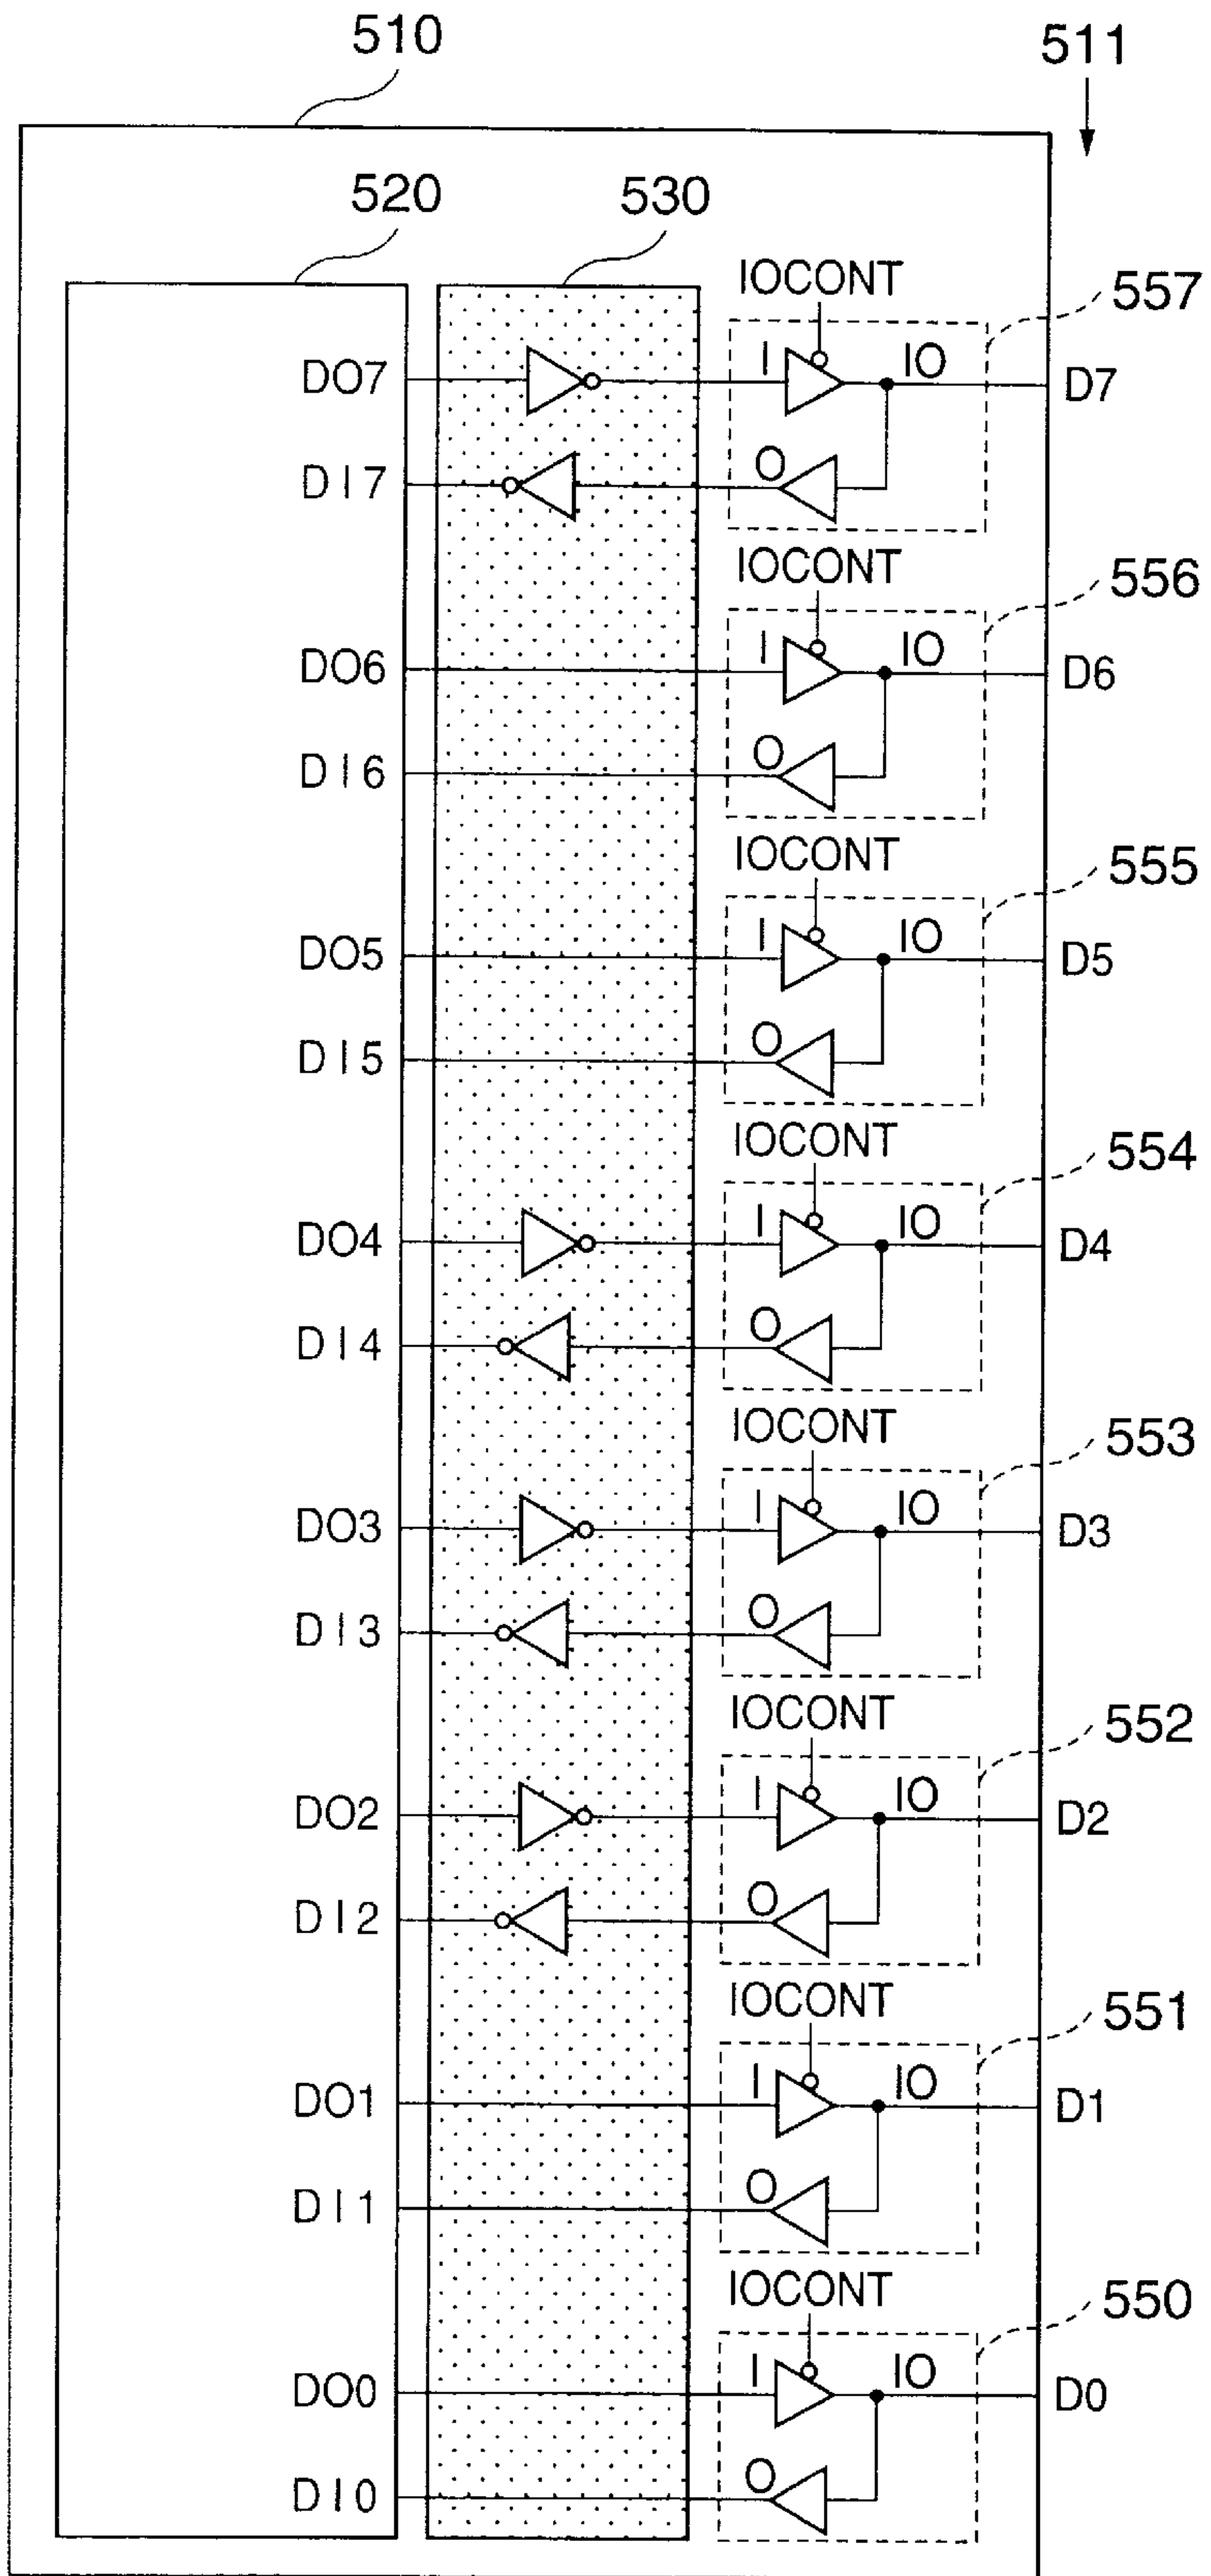 510
511
520
530
IOCONT
557
DO7
I
IO
D7
DI7
O
IOCONT
556
DO6
I
IO
D6
DI6
O
IOCONT
555
DO5
I
IO
D5
DI5
O
IOCONT
554
DO4
I
IO
D4
DI4
O
IOCONT
553
DO3
I
IO
D3
DI3
O
IOCONT
552
DO2
I
IO
D2
DI2
O
IOCONT
551
DO1
I
IO
D1
DI1
O
IOCONT
550
DO0
I
IO
D0
DI0
O